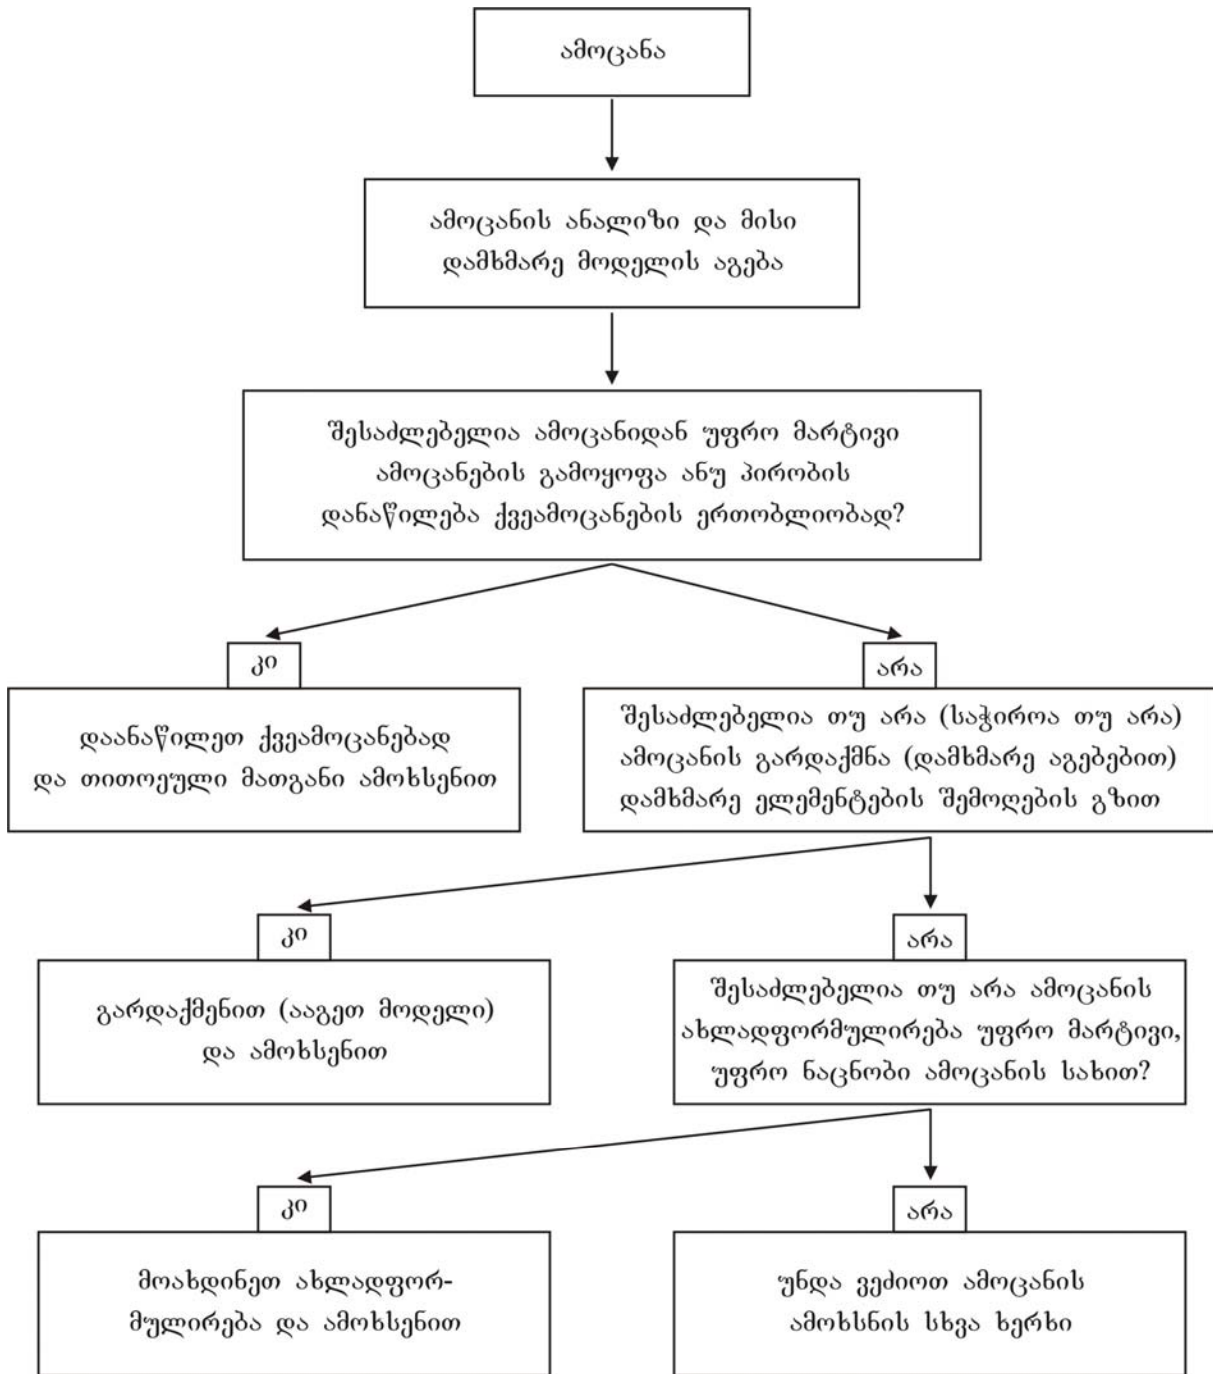 ამოცანა
ამოცანის ანალიზი და მისი
დამხმარე მოდელის აგება
შესაძლებელია ამოცანიდან უფრო მარტივი
ამოცანების გამოყოფა ანუ პირობის
დანაწილება ქვეამოცანების ერთობლიობად?
კი
დაანაწილეთ ქვეამოცანებად
და თითოეული მათგანი ამოხსენით
არა
შესაძლებელია თუ არა (საჭიროა თუ არა)
ამოცანის გარდაქმნა (დამხმარე აგებებით)
დამხმარე ელემენტების შემოღების გზით
კი
გარდაქმენით (ააგეთ მოდელი)
და ამოხსენით
არა
შესაძლებელია თუ არა ამოცანის
ახლადფორმულირება უფრო მარტივი,
უფრო ნაცნობი ამოცანის სახით?
კი
მოახდინეთ ახლადფორ-
მულირება და ამოხსენით
არა
უნდა ვეძიოთ ამოცანის
ამოხსნის სხვა ხერხი